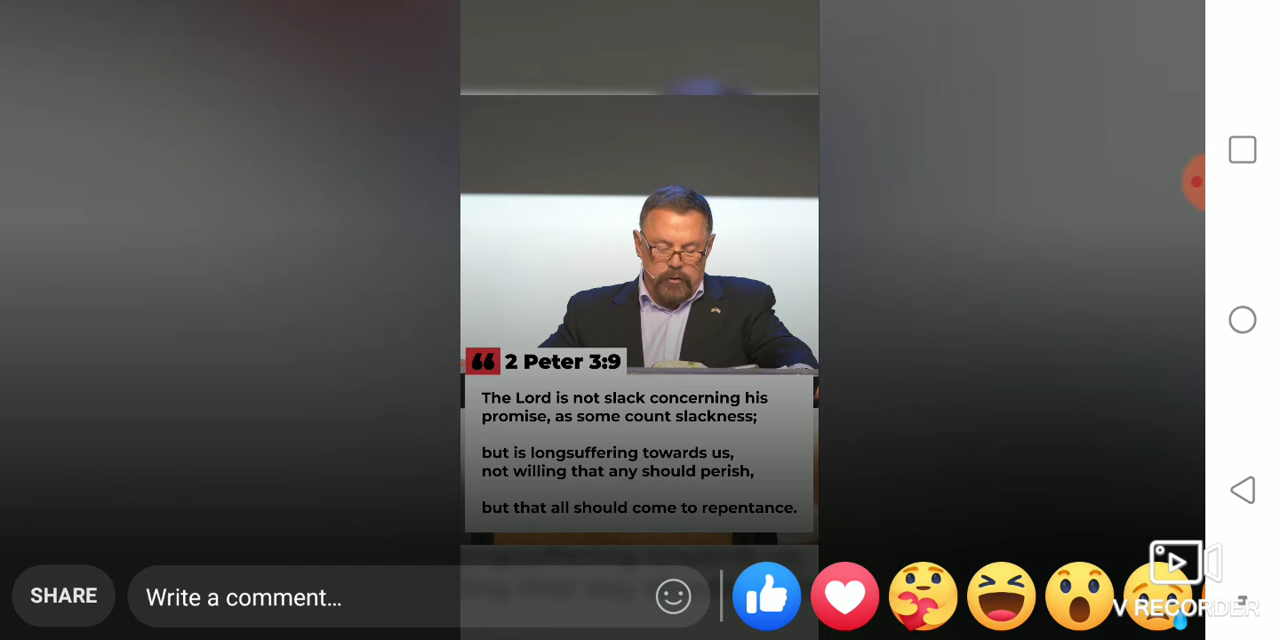 2 Peter 3:9
The Lord is not slack concerning his
promise, as some count slackness;
but is longsuffering towards us,
not willing that any should perish,
but that all should come to repentance.
SHARE
Write a comment...
V RECORDER